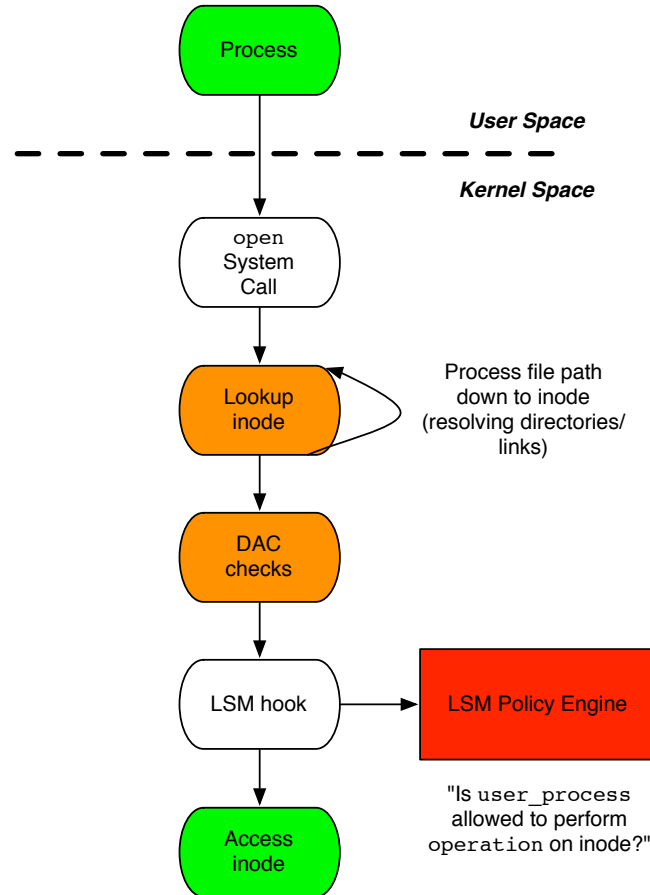 Process
User Space
Kernel Space
open
System
Call
Lookup
inode
Process file path
down to inode
(resolving directories/
links)
DAC
checks
LSM hook
LSM Policy Engine
"Is user_process
allowed to perform
operation on inode?"
Access
inode